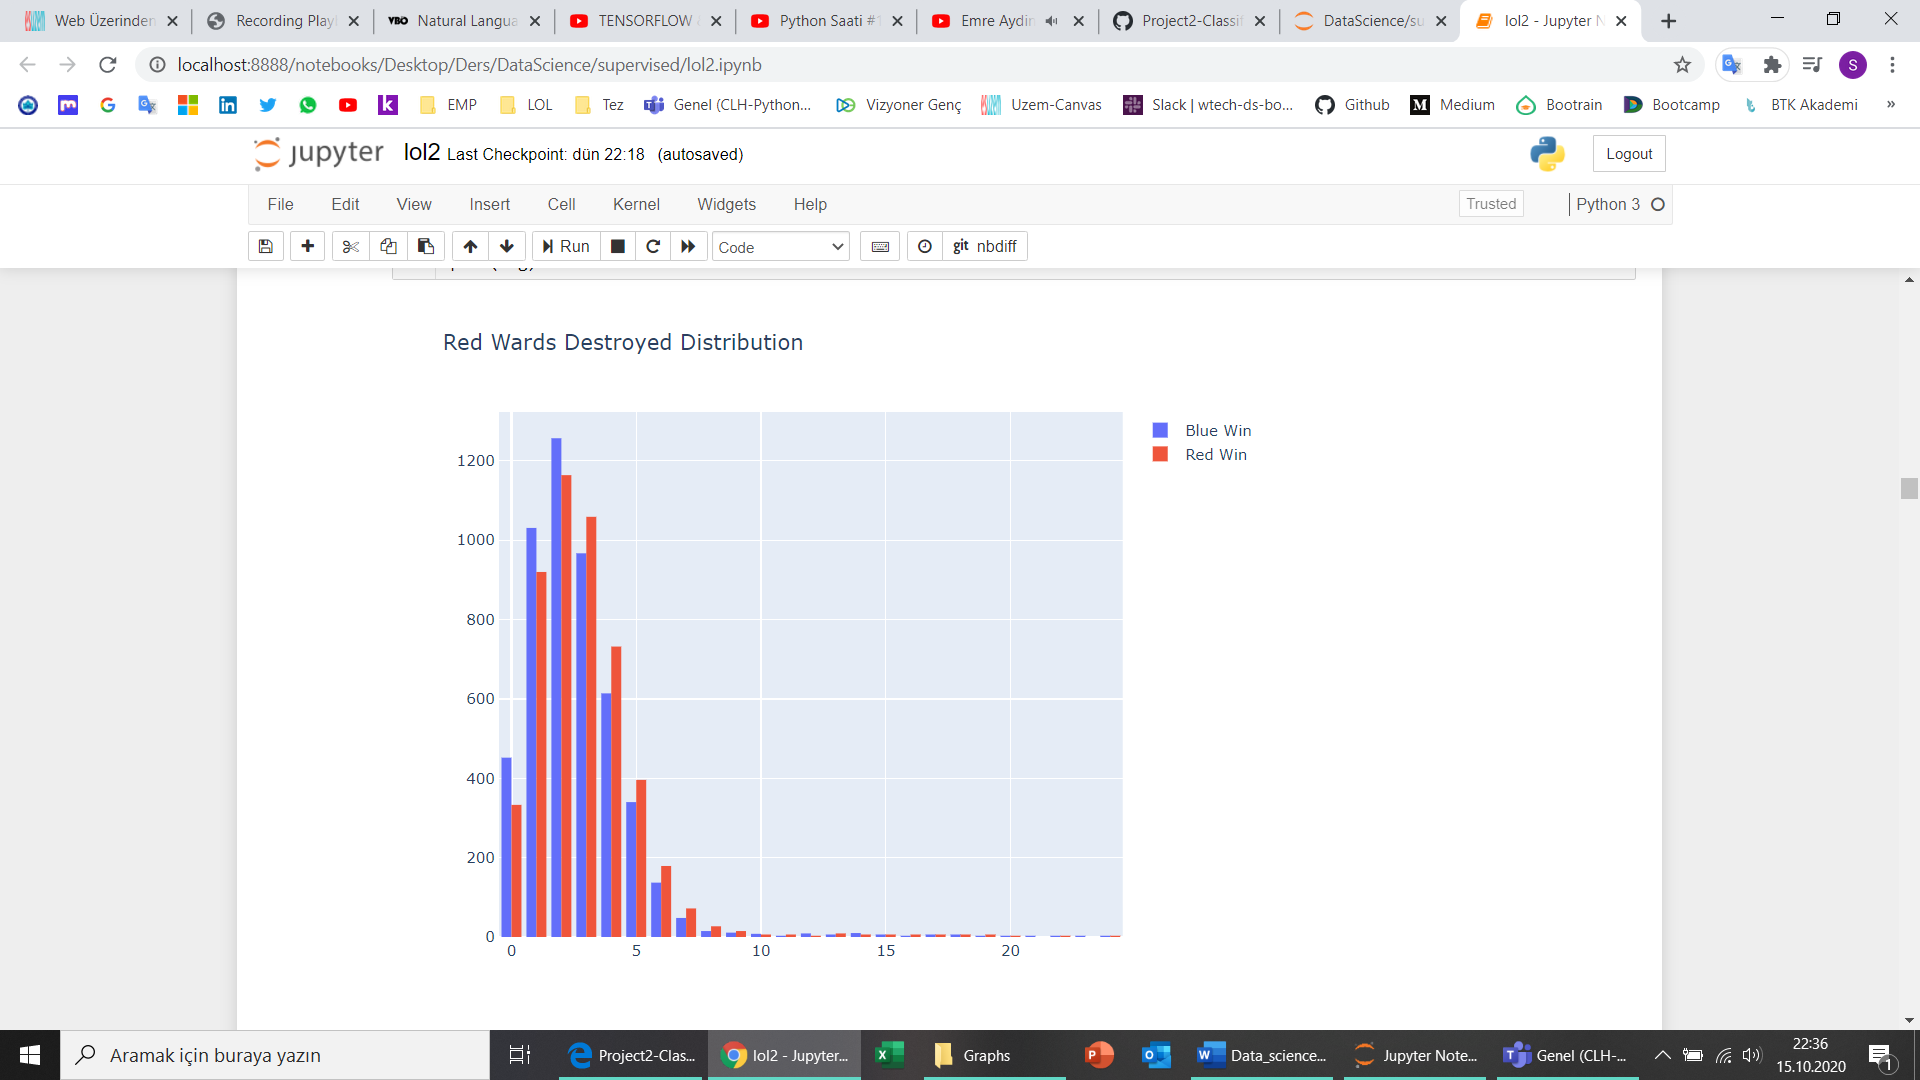 Web Üzerinden
Recording Play
VBO Natural Langua
TENSORFLOW
Python Saati #
Emre Aydin
Project2-Classif
DataScience/su
lol2 - Jupyter N
localhost:8888/notebooks/Desktop/Ders/DataScience/supervised/lol2.ipynb
S
EMP
LOL
Tez
Genel (CLH-Python...
Vizyoner Genç
Uzem-Canvas
Slack | wtech-ds-bo...
Github
Medium
Bootrain
Bootcamp
BTK Akademi
»
jupyter lol2 Last Checkpoint: dün 22:18 (autosaved)
Logout
File Edit View Insert Cell Kernel Widgets Help
Trusted
Python 3
Run
Code
git nbdiff
Red Wards Destroyed Distribution
Blue Win
Red Win
1200
1000
800
600
400
200
0
0 5 10 15 20
Aramak için buraya yazın
Project2-Clas...
lol2 - Jupyter...
Graphs
Data_science...
Jupyter Note...
Genel (CLH-...
22:36
15.10.2020
1